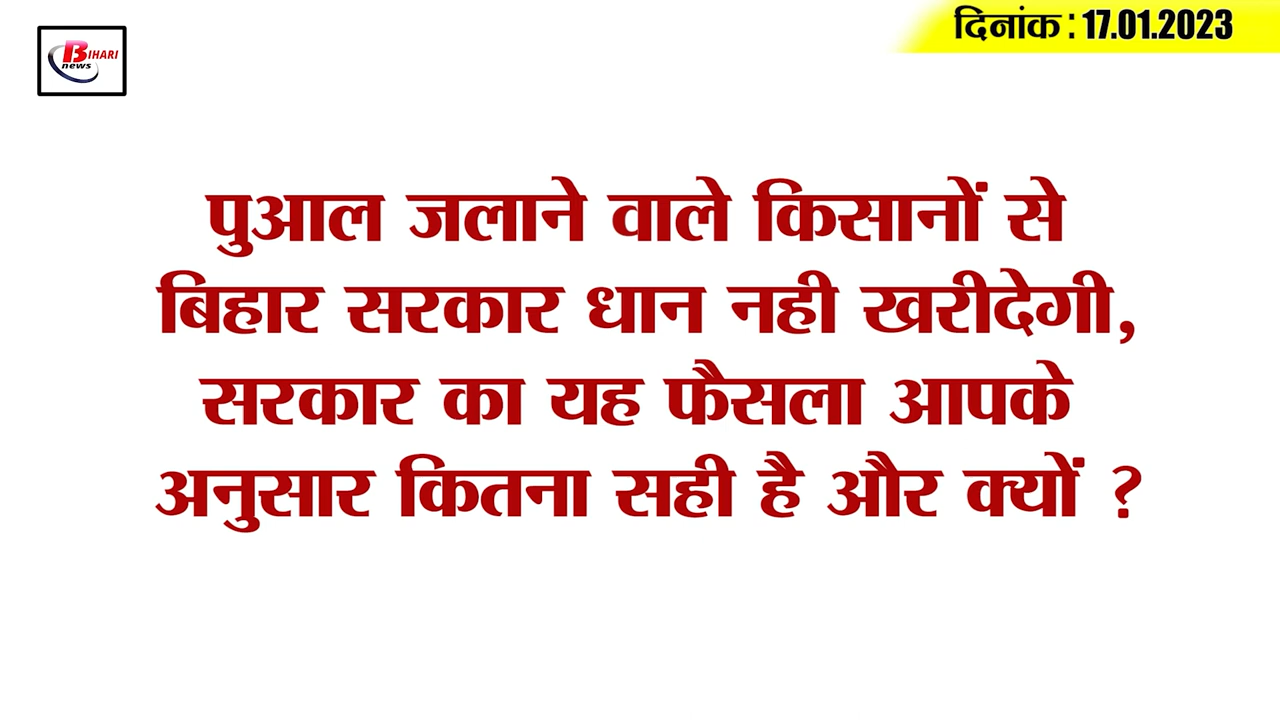 BIHARI
news
दिनांक : 17.01.2023
पुआल जलाने वाले किसानों से
बिहार सरकार धान नही खरीदेगी,
सरकार का यह फैसला आपके
अनुसार कितना सही है और क्यों ?